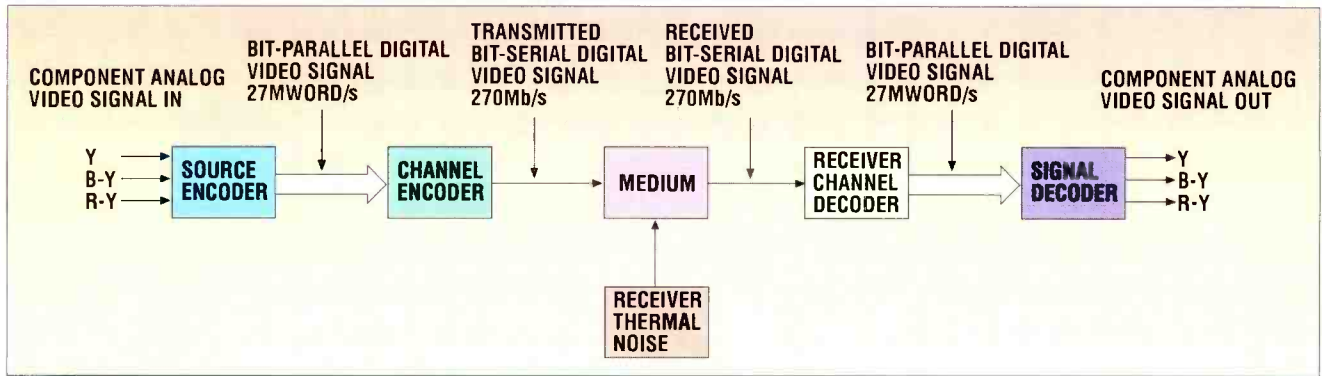 COMPONENT ANALOG
VIDEO SIGNAL IN
BIT-PARALLEL DIGITAL
VIDEO SIGNAL
27MWORD/s
TRANSMITTED
BIT-SERIAL DIGITAL
VIDEO SIGNAL
270Mb/s
RECEIVED
BIT-SERIAL DIGITAL
VIDEO SIGNAL
270Mb/s
BIT-PARALLEL DIGITAL
VIDEO SIGNAL
27MWORD/s
COMPONENT ANALOG
VIDEO SIGNAL OUT
Y
B-Y
R-Y
SOURCE
ENCODER
CHANNEL
ENCODER
MEDIUM
RECEIVER
CHANNEL
DECODER
SIGNAL
DECODER
Y
B-Y
R-Y
RECEIVER
THERMAL
NOISE